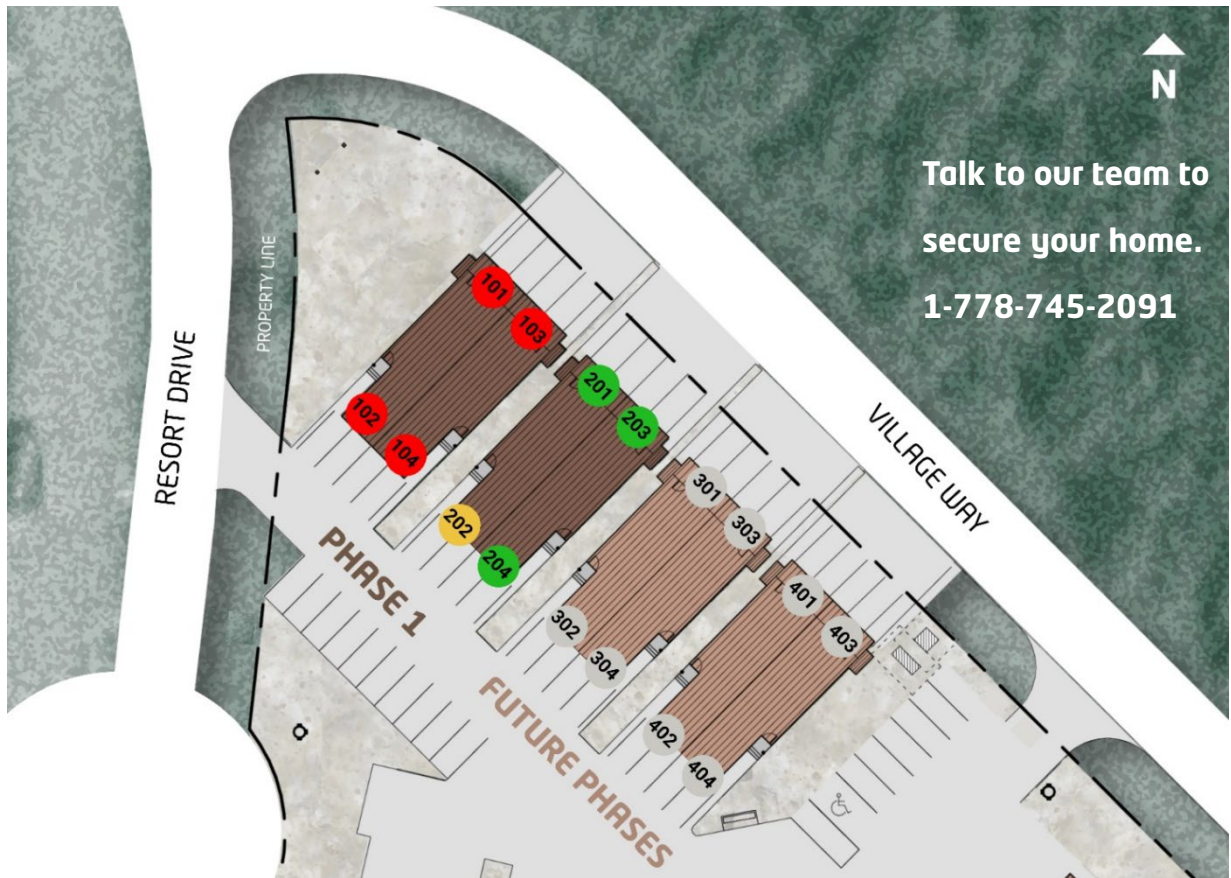 N
Talk to our team to
secure your home.
1-778-745-2091
PROPERTY LINE
RESORT DRIVE
VILLAGE WAY
101
103
102
104
201
203
202
204
301
303
302
304
401
403
402
404
PHASE 1
FUTURE PHASES